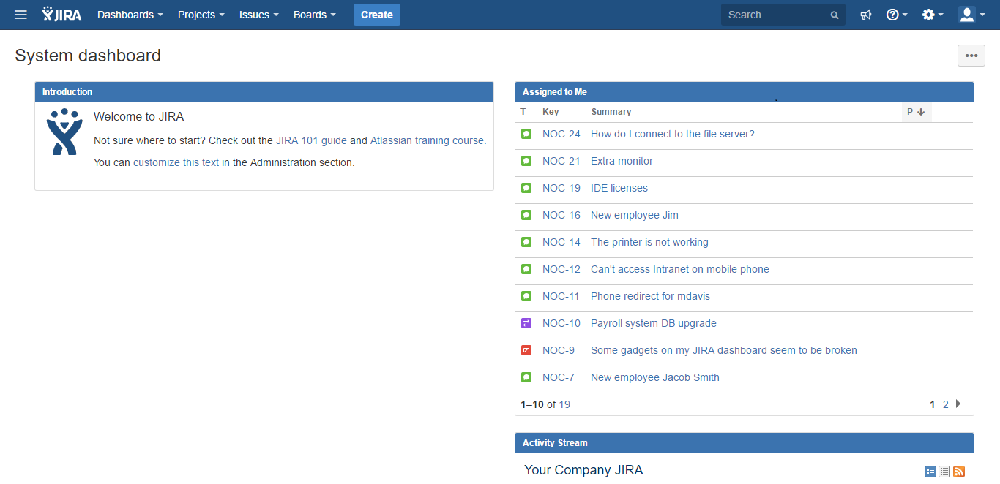 JIRA Dashboards Projects Issues Boards Create Search
System dashboard
Introduction
Welcome to JIRA
Not sure where to start? Check out the JIRA 101 guide and Atlassian training course.
You can customize this text in the Administration section.
Assigned to Me
T Key Summary P
NOC-24 How do I connect to the file server?
NOC-21 Extra monitor
NOC-19 IDE licenses
NOC-16 New employee Jim
NOC-14 The printer is not working
NOC-12 Can't access Intranet on mobile phone
NOC-11 Phone redirect for mdavis
NOC-10 Payroll system DB upgrade
NOC-9 Some gadgets on my JIRA dashboard seem to be broken
NOC-7 New employee Jacob Smith
1–10 of 19 1 2
Activity Stream
Your Company JIRA